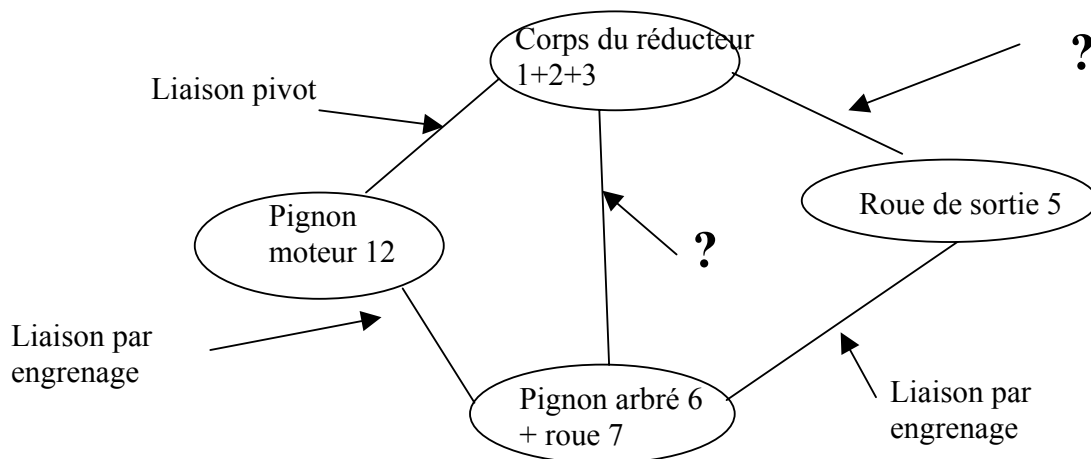 Corps du réducteur
1+2+3
?
Liaison pivot
Roue de sortie 5
Pignon
moteur 12
?
Liaison par
engrenage
Pignon arbré 6
+ roue 7
Liaison par
engrenage